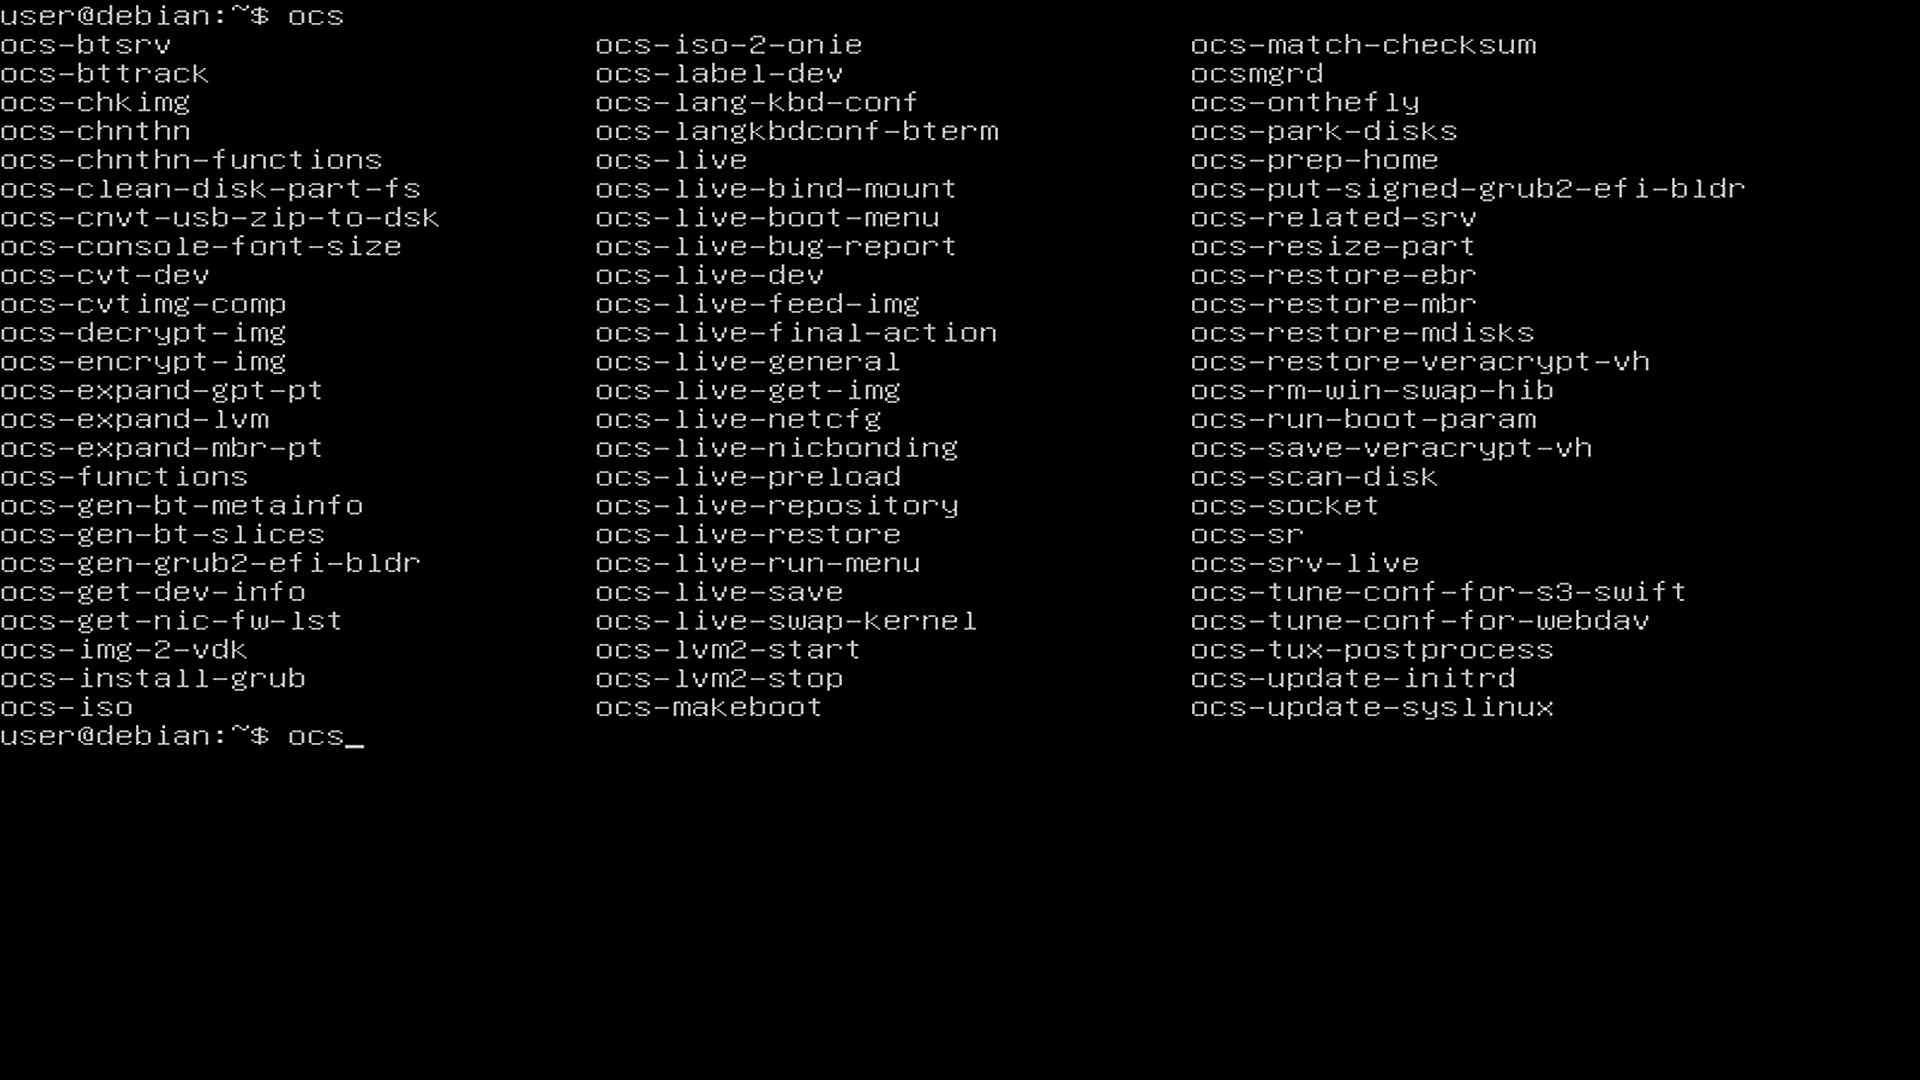 user@debian:~$ ocs
ocs-btsrv ocs-iso-2-onie ocs-match-checksum
ocs-bttrack ocs-label-dev ocsmgrd
ocs-chkimg ocs-lang-kbd-conf ocs-onthefly
ocs-chnthn ocs-langkbdconf-bterm ocs-park-disks
ocs-chnthn-functions ocs-live ocs-prep-home
ocs-clean-disk-part-fs ocs-live-bind-mount ocs-put-signed-grub2-efi-bldr
ocs-cnvt-usb-zip-to-dsk ocs-live-boot-menu ocs-related-srv
ocs-console-font-size ocs-live-bug-report ocs-resize-part
ocs-cvt-dev ocs-live-dev ocs-restore-ebr
ocs-cvtimg-comp ocs-live-feed-img ocs-restore-mbr
ocs-decrypt-img ocs-live-final-action ocs-restore-mdisks
ocs-encrypt-img ocs-live-general ocs-restore-veracrypt-vh
ocs-expand-gpt-pt ocs-live-get-img ocs-rm-win-swap-hib
ocs-expand-lvm ocs-live-netcfg ocs-run-boot-param
ocs-expand-mbr-pt ocs-live-nicbonding ocs-save-veracrypt-vh
ocs-functions ocs-live-preload ocs-scan-disk
ocs-gen-bt-metainfo ocs-live-repository ocs-socket
ocs-gen-bt-slices ocs-live-restore ocs-sr
ocs-gen-grub2-efi-bldr ocs-live-run-menu ocs-srv-live
ocs-get-dev-info ocs-live-save ocs-tune-conf-for-s3-swift
ocs-get-nic-fw-lst ocs-live-swap-kernel ocs-tune-conf-for-webdav
ocs-img-2-vdk ocs-lvm2-start ocs-tux-postprocess
ocs-install-grub ocs-lvm2-stop ocs-update-initrd
ocs-iso ocs-makeboot ocs-update-syslinux
user@debian:~$ ocs_